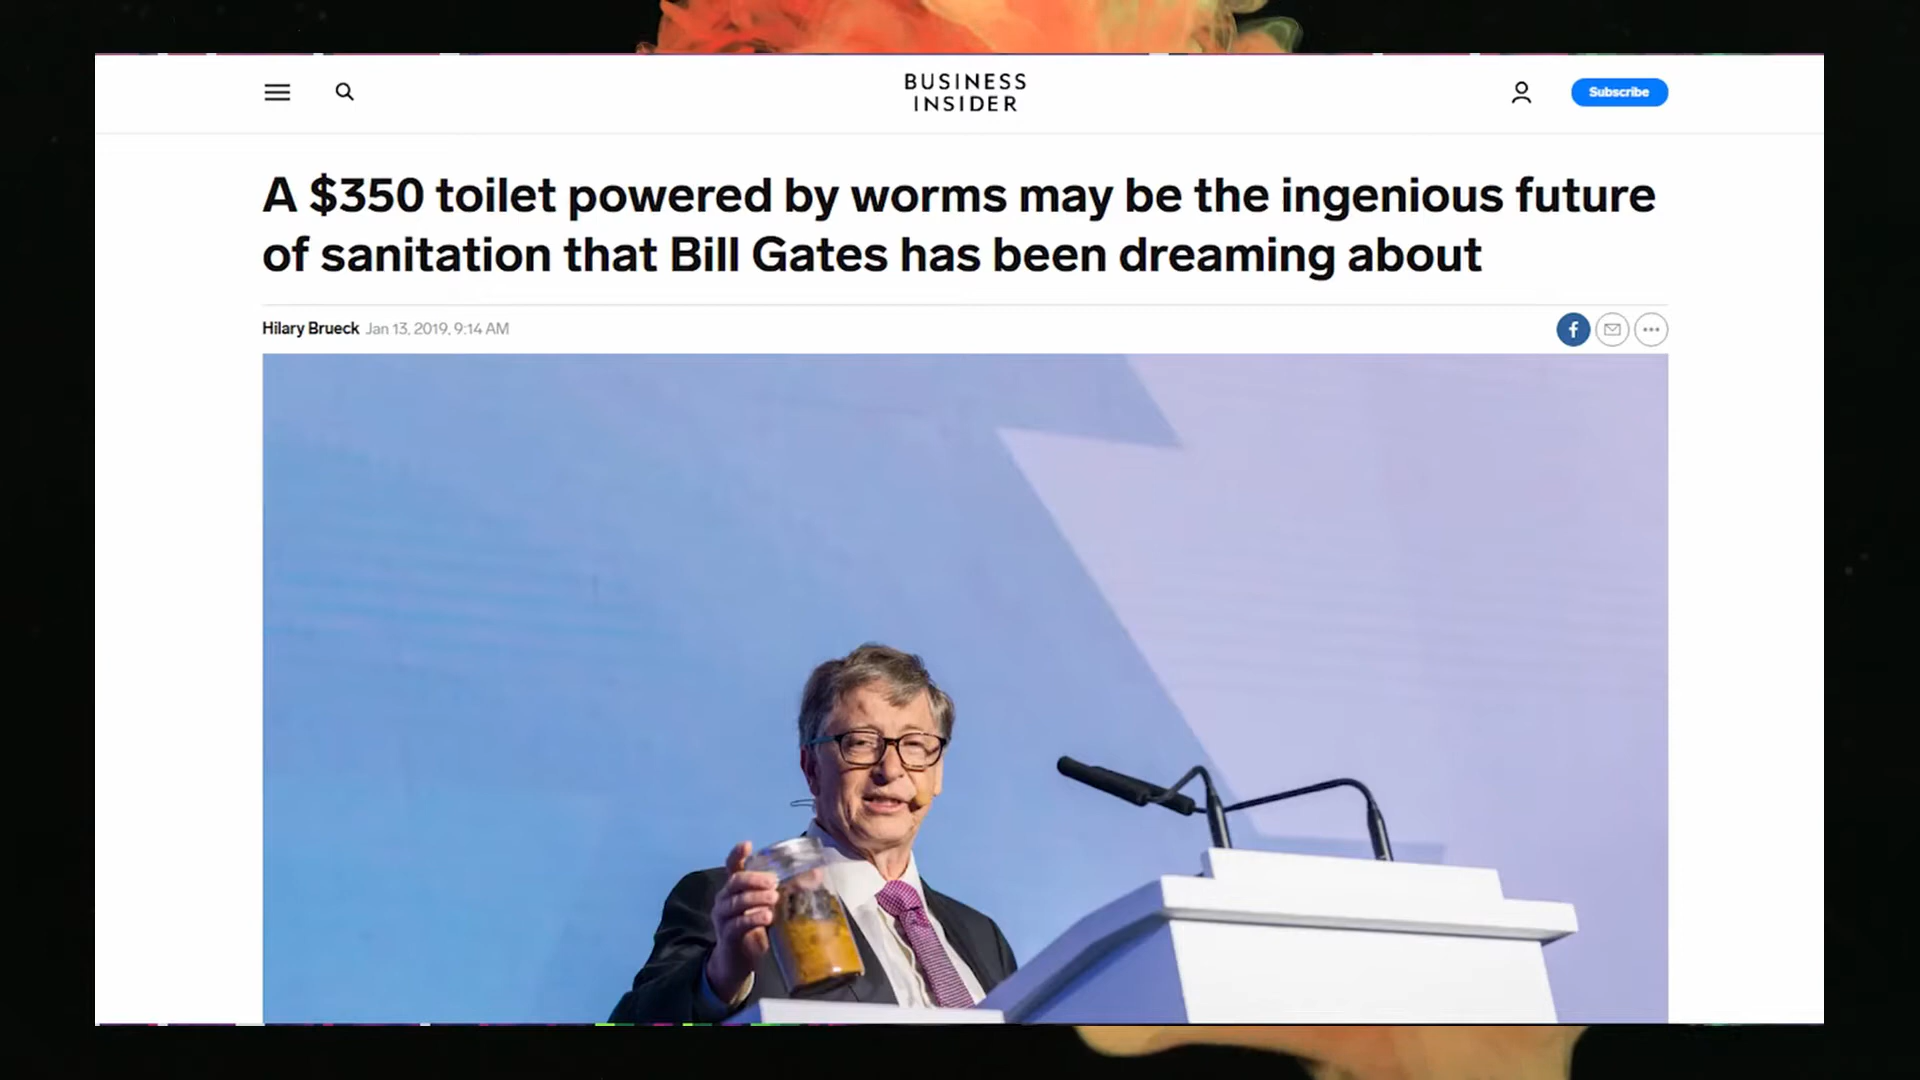 BUSINESS
INSIDER
Subscribe
A $350 toilet powered by worms may be the ingenious future
of sanitation that Bill Gates has been dreaming about
Hilary Brueck Jan 13, 2019, 9:14 AM
f